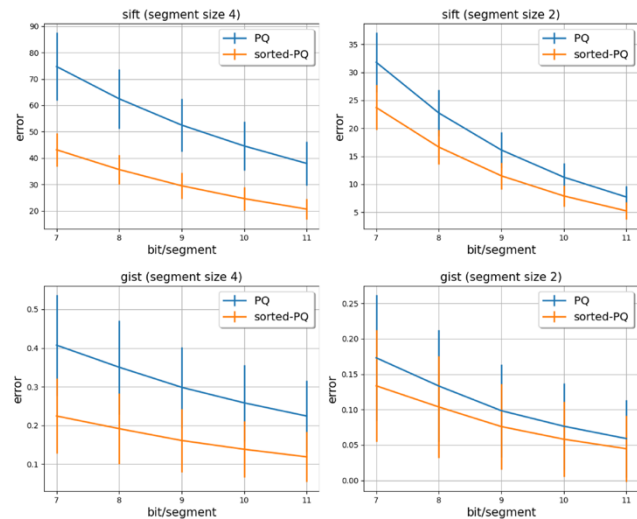 sift (segment size 4)
90
80
70
60
50
40
30
20
error
7 8 9 10 11
bit/segment
PQ
sorted-PQ
sift (segment size 2)
35
30
25
20
15
10
5
error
7 8 9 10 11
bit/segment
PQ
sorted-PQ
gist (segment size 4)
0.5
0.4
0.3
0.2
0.1
error
7 8 9 10 11
bit/segment
PQ
sorted-PQ
gist (segment size 2)
0.25
0.20
0.15
0.10
0.05
0.00
error
7 8 9 10 11
bit/segment
PQ
sorted-PQ